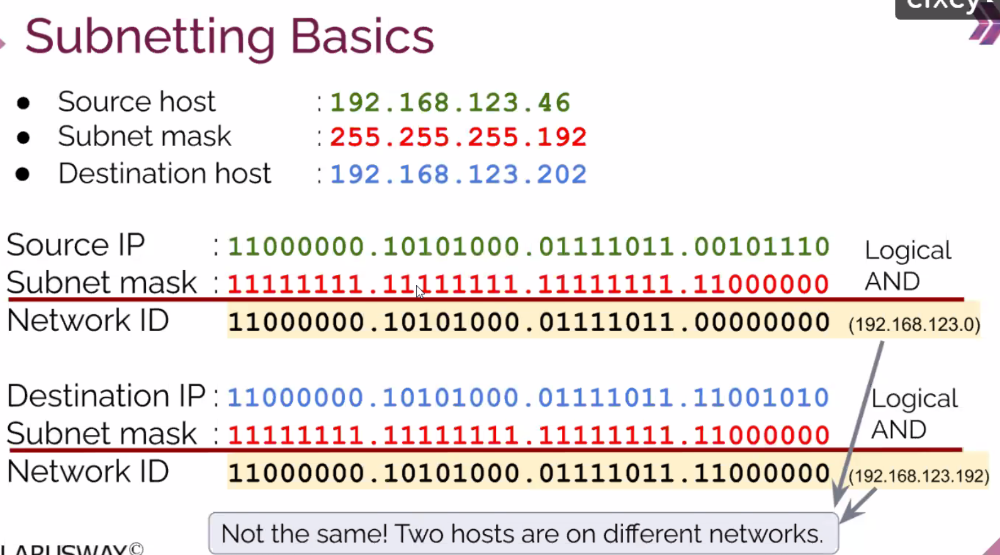 Subnetting Basics
● Source host : 192.168.123.46
● Subnet mask : 255.255.255.192
● Destination host : 192.168.123.202
Source IP : 11000000.10101000.01111011.00101110 Logical
Subnet mask : 11111111.11111111.11111111.11000000 AND
Network ID 11000000.10101000.01111011.00000000 (192.168.123.0)
Destination IP : 11000000.10101000.01111011.11001010 Logical
Subnet mask : 11111111.11111111.11111111.11000000 AND
Network ID 11000000.10101000.01111011.11000000 (192.168.123.192)
Not the same! Two hosts are on different networks.
LARUSWAY©